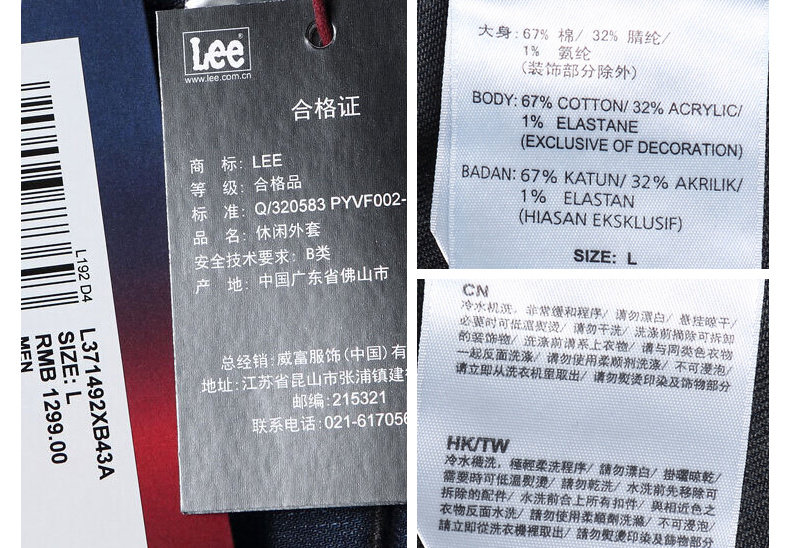 L192 D4
L371492XB43A
SIZE: L
RMB 1299.00
MEN
Lee
www.lee.com.cn
合格证
商 标: LEE
等 级: 合格品
标 准: Q/320583 PYVF002-
品 名: 休闲外套
安全技术要求: B类
产 地: 中国广东省佛山市
总经销: 威富服饰(中国)有
地址: 江苏省昆山市张浦镇建
邮编: 215321
联系电话: 021-617056
大身: 67% 棉/ 32% 腈纶/
1% 氨纶
(装饰部分除外)
BODY: 67% COTTON/ 32% ACRYLIC/
1% ELASTANE
(EXCLUSIVE OF DECORATION)
BADAN: 67% KATUN/ 32% AKRILIK/
1% ELASTAN
(HIASAN EKSKLUSIF)
SIZE: L
CN
冷水机洗, 非常缓和程序/ 请勿漂白/ 悬挂晾干/
必要时可低温熨烫/ 请勿干洗/ 洗涤前摘除可拆卸
的装饰物/ 洗涤前请系上衣物/ 请与同类色衣物
一起反面洗涤/ 请勿使用柔顺剂洗涤/ 不可浸泡/
请立即从洗衣机里取出/ 请勿熨烫印染及饰物部分
HK/TW
冷水機洗, 極輕柔洗程序/ 請勿漂白/ 掛曬晾乾/
需要時可低溫熨燙/ 請勿乾洗/ 水洗前先移除可
拆除的配件/ 水洗前合上所有扣件/ 與相近色之
衣物反面同洗/ 請勿使用柔順劑洗滌/ 不可浸泡/
請立即從洗衣機裡取出/ 請勿熨燙印染及飾物部分